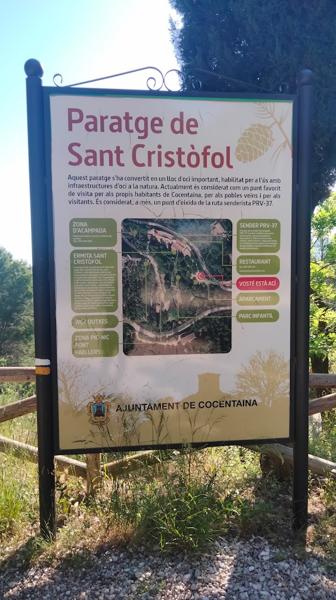 Paratge de
Sant Cristòfol
Aquest paratge s'ha convertit en un lloc d'oci important, habilitat per a l'ús amb
infraestructures d'oci a la natura. Actualment és considerat com un punt favorit
de visita per als propis habitants de Cocentaina, per als pobles veïns i per als
visitants. És considerat, a més, un punt d'eixida de la ruta senderista PRV-37.
ZONA
D'ACAMPADA
ERMITA SANT
CRISTÒFOL
WC / DUTXES
ZONA PIC-NIC
FONT
PAELLERS
SENDER PRV-37
RESTAURANT
VOSTÉ ESTÀ ACÍ
APARCAMENT
PARC INFANTIL
AJUNTAMENT DE COCENTAINA